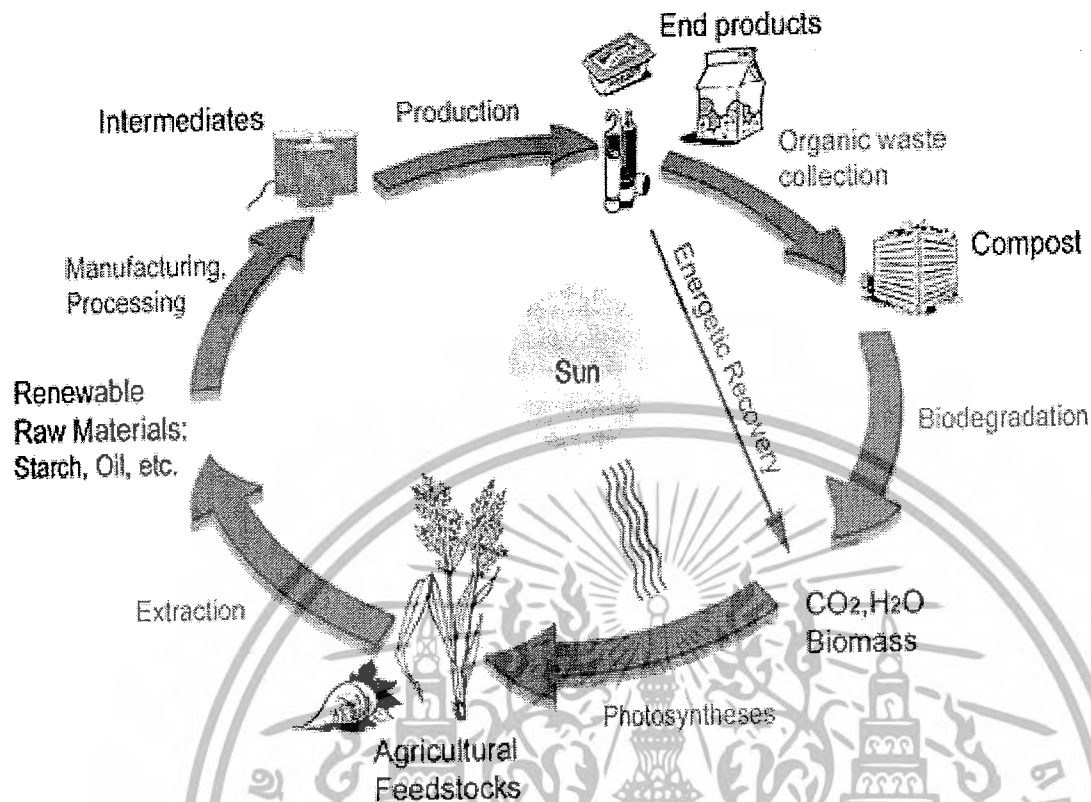 End products
Production
Intermediates
Organic waste
collection
Compost
Manufacturing,
Processing
Energetic Recovery
Sun
Renewable
Raw Materials:
Starch, Oil, etc.
Biodegradation
Extraction
CO2,H2O
Biomass
Photosyntheses
Agricultural
Feedstocks